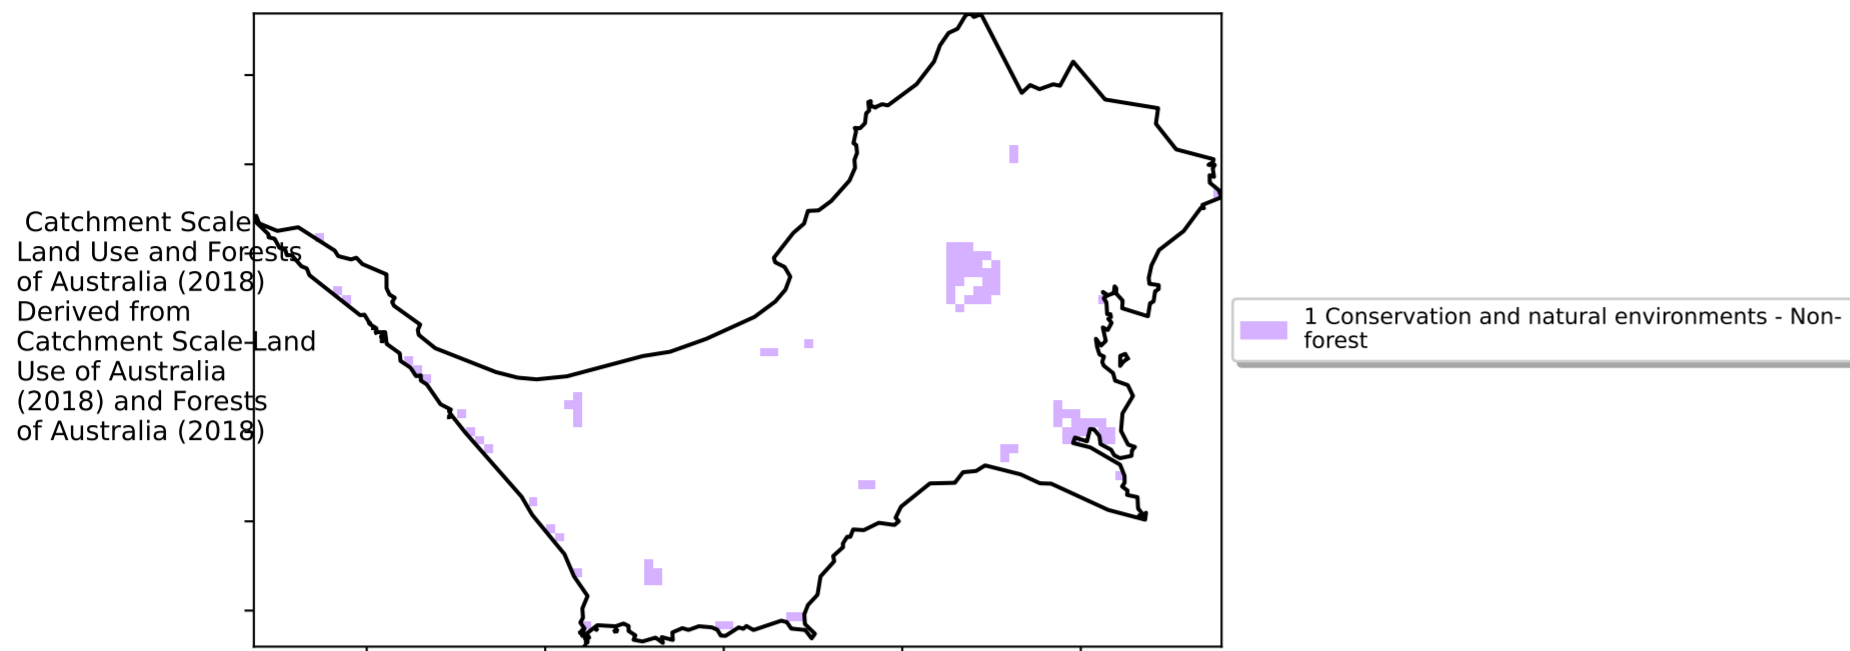 Catchment Scale
Land Use and Forests
of Australia (2018)
Derived from
Catchment Scale Land
Use of Australia
(2018) and Forests
of Australia (2018)
1 Conservation and natural environments - Non-
forest